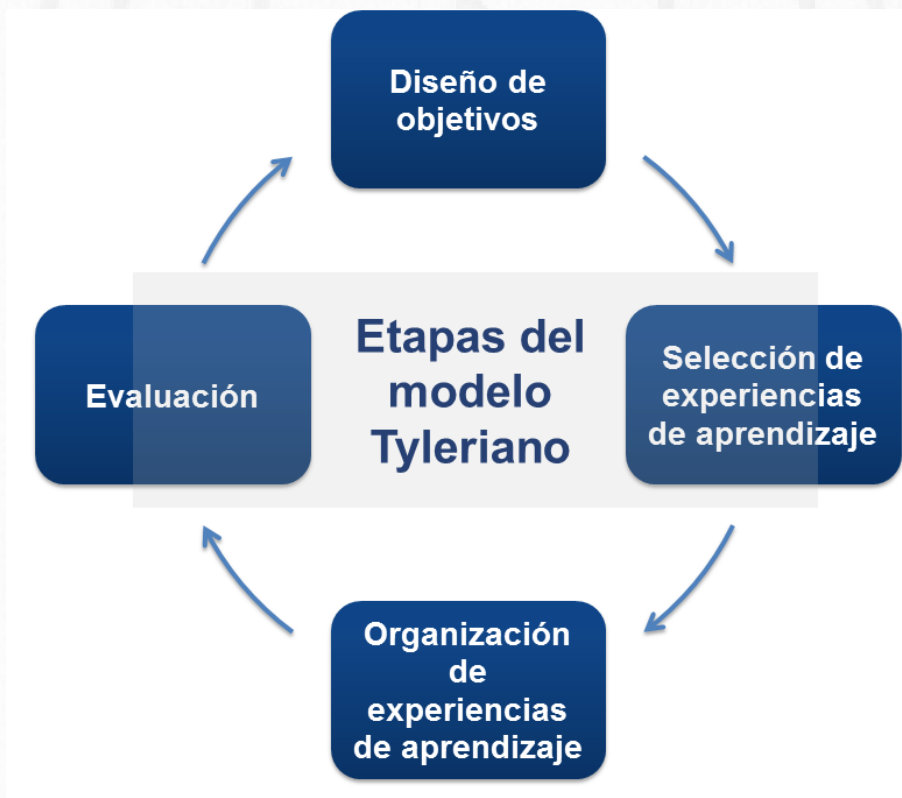 Diseño de
objetivos
Etapas del
modelo
Tyleriano
Selección de
experiencias
de aprendizaje
Organización
de
experiencias
de aprendizaje
Evaluación